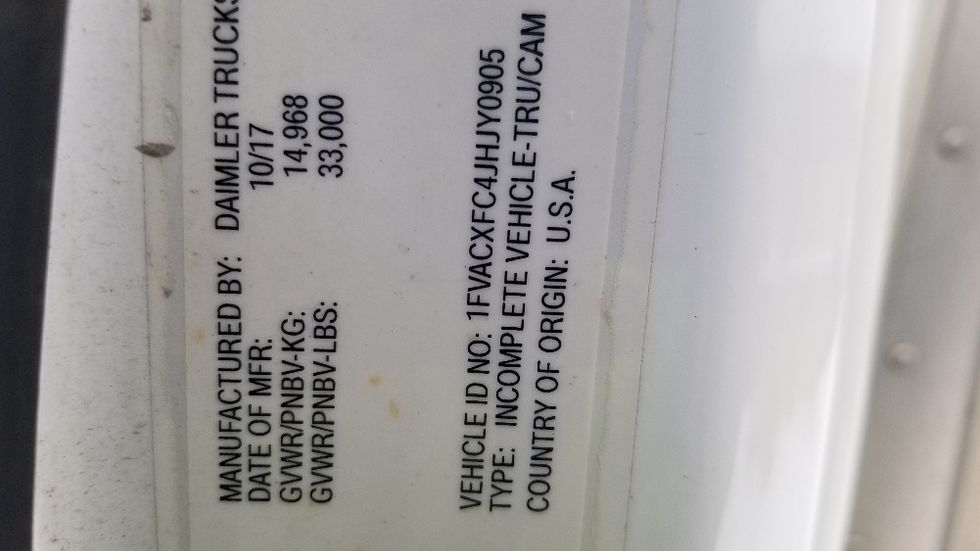 MANUFACTURED BY: DAIMLER TRUCKS
DATE OF MFR: 10/17
GVWR/PNBV-KG: 14,968
GVWR/PNBV-LBS: 33,000
VEHICLE ID NO: 1FVACXFC4JHJY0905
TYPE: INCOMPLETE VEHICLE-TRU/CAM
COUNTRY OF ORIGIN: U.S.A.